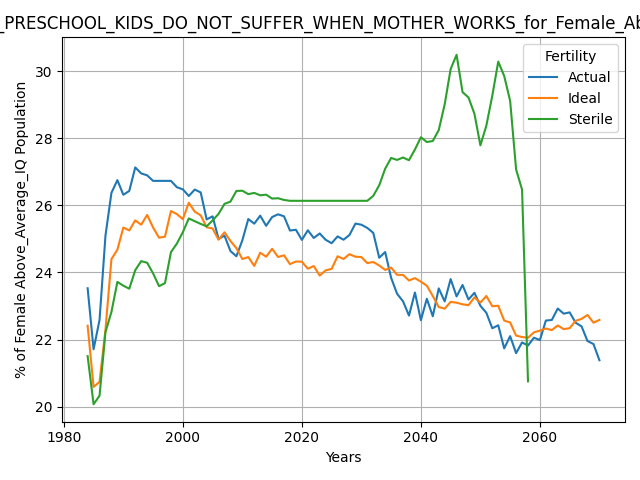 _PRESCHOOL_KIDS_DO_NOT_SUFFER_WHEN_MOTHER_WORKS_for_Female_Ab
Fertility
Actual
Ideal
Sterile
% of Female Above_Average_IQ Population
30
28
26
24
22
20
1980
2000
2020
2040
2060
Years